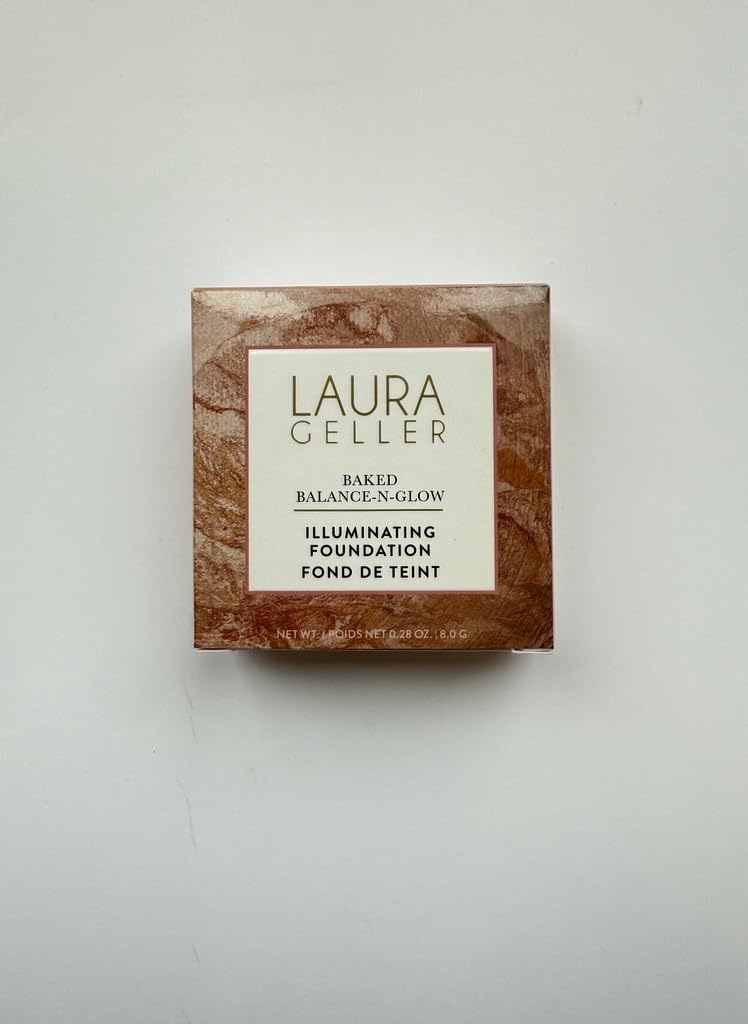 LAURA
GELLER
BAKED
BALANCE-N-GLOW
ILLUMINATING
FOUNDATION
FOND DE TEINT
NET WT. / POIDS NET 0.28 OZ. | 8.0 G